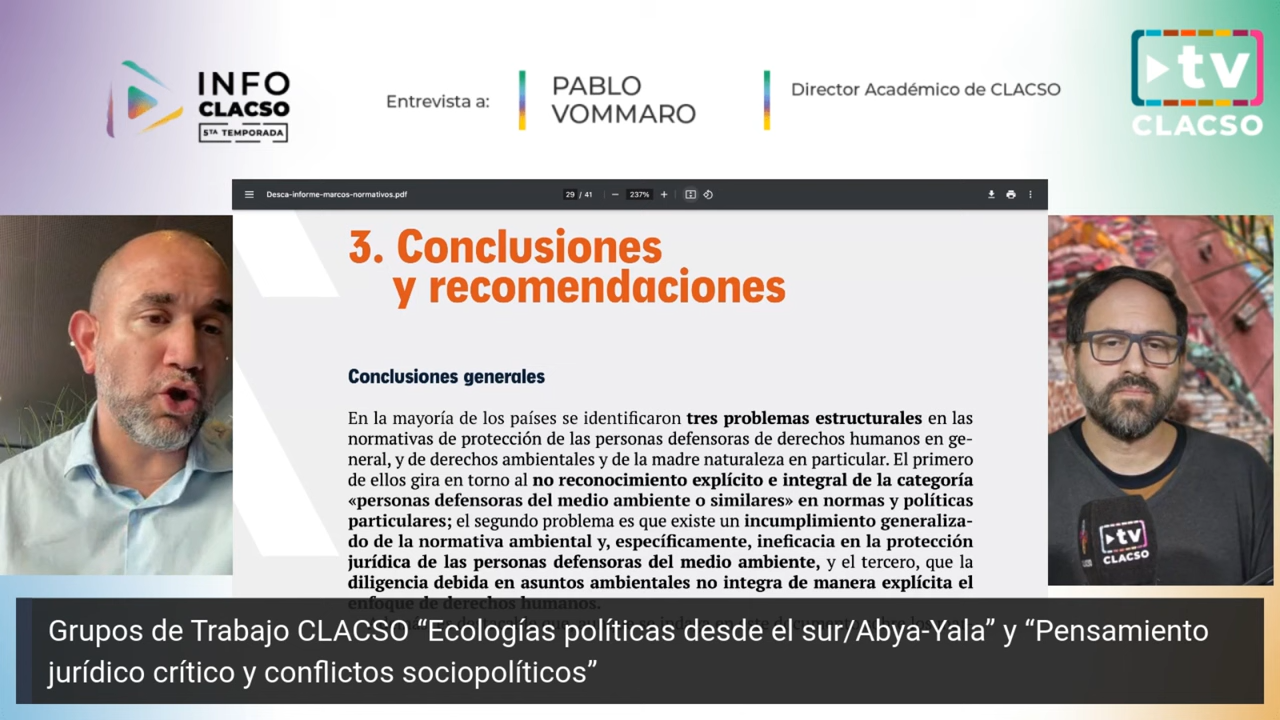 INFO
CLACSO
5TA TEMPORADA
Entrevista a:
PABLO
VOMMARO
Director Académico de CLACSO
tv
CLACSO
Desca-informe-marcos-normativos.pdf
29 / 41
237%
3. Conclusiones
y recomendaciones
Conclusiones generales
En la mayoría de los países se identificaron tres problemas estructurales en las
normativas de protección de las personas defensoras de derechos humanos en ge-
neral, y de derechos ambientales y de la madre naturaleza en particular. El primero
de ellos gira en torno al no reconocimiento explícito e integral de la categoría
«personas defensoras del medio ambiente o similares» en normas y políticas
particulares; el segundo problema es que existe un incumplimiento generaliza-
do de la normativa ambiental y, específicamente, ineficacia en la protección
jurídica de las personas defensoras del medio ambiente, y el tercero, que la
diligencia debida en asuntos ambientales no integra de manera explícita el
enfoque de derechos humanos.
tv
CLACSO
Grupos de Trabajo CLACSO “Ecologías políticas desde el sur/Abya-Yala” y “Pensamiento
jurídico crítico y conflictos sociopolíticos”